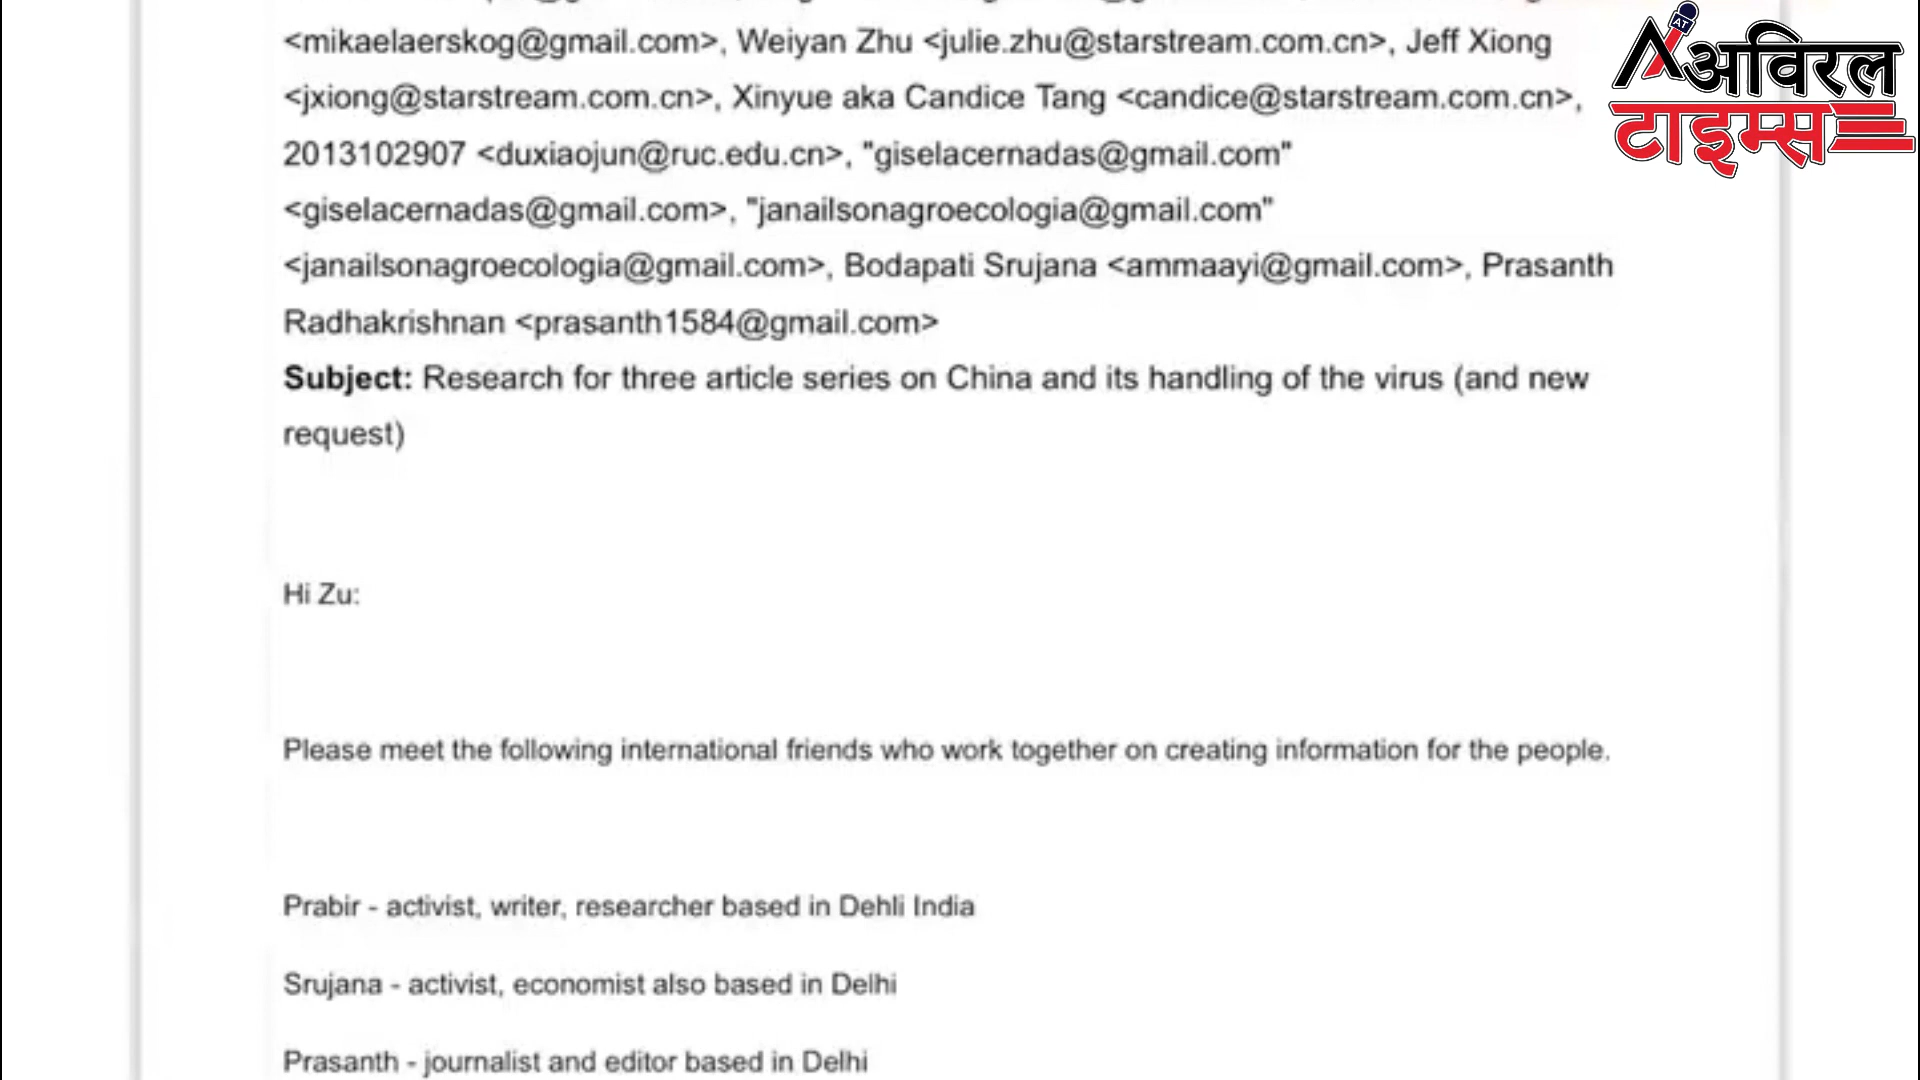 <mikaelaerskog@gmail.com>, Weiyan Zhu <julie.zhu@starstream.com.cn>, Jeff Xiong
<jxiong@starstream.com.cn>, Xinyue aka Candice Tang <candice@starstream.com.cn>,
2013102907 <duxiaojun@ruc.edu.cn>, "giselacernadas@gmail.com"
<giselacernadas@gmail.com>, "janailsonagroecologia@gmail.com"
<janailsonagroecologia@gmail.com>, Bodapati Srujana <ammaayi@gmail.com>, Prasanth
Radhakrishnan <prasanth1584@gmail.com>
Subject: Research for three article series on China and its handling of the virus (and new
request)
Hi Zu:
Please meet the following international friends who work together on creating information for the people.
Prabir - activist, writer, researcher based in Dehli India
Srujana - activist, economist also based in Delhi
Prasanth - journalist and editor based in Delhi
AT
अविरल
टाइम्स